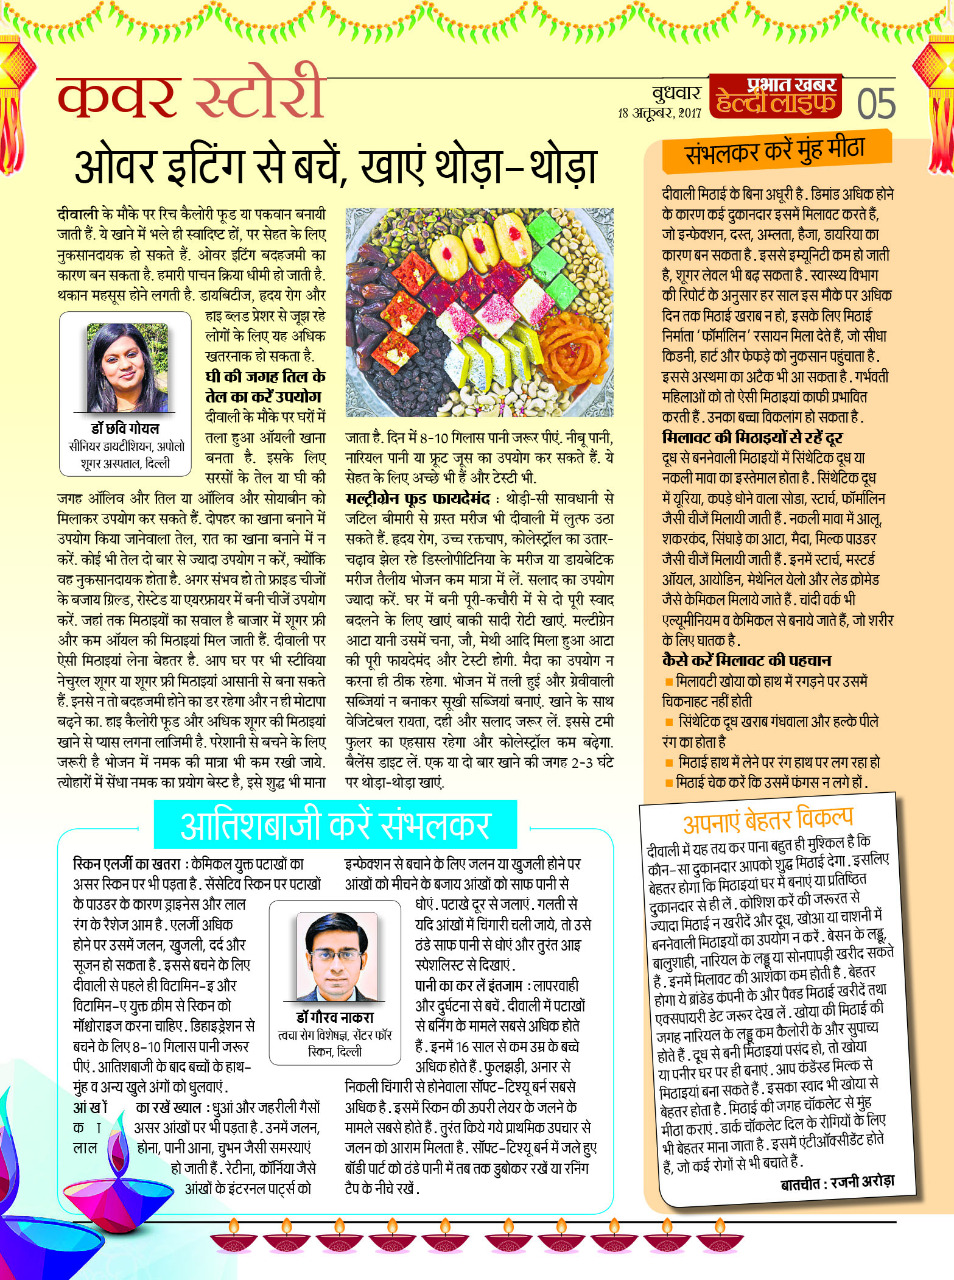 कवर स्टोरी
बुधवार
18 अक्तूबर, 2017
प्रभात खबर
हेल्दी लाइफ
05
ओवर इटिंग से बचें, खाएं थोड़ा-थोड़ा
दीवाली के मौके पर रिच कैलोरी फूड या पकवान बनायी
जाती हैं. ये खाने में भले ही स्वादिष्ट हों, पर सेहत के लिए
नुकसानदायक हो सकते हैं. ओवर इटिंग बदहजमी का
कारण बन सकता है. हमारी पाचन क्रिया धीमी हो जाती है.
थकान महसूस होने लगती है. डायबिटीज, हृदय रोग और
हाइ ब्लड प्रेशर से जूझ रहे
लोगों के लिए यह अधिक
खतरनाक हो सकता है.
घी की जगह तिल के
तेल का करें उपयोग
दीवाली के मौके पर घरों में
तला हुआ ऑयली खाना
बनता है. इसके लिए
सरसों के तेल या घी की
डॉ छवि गोयल
सीनियर डायटीशियन, अपोलो
शूगर अस्पताल, दिल्ली
जगह ऑलिव और तिल या ऑलिव और सोयाबीन को
मिलाकर उपयोग कर सकते हैं. दोपहर का खाना बनाने में
उपयोग किया जानेवाला तेल, रात का खाना बनाने में न
करें. कोई भी तेल दो बार से ज्यादा उपयोग न करें, क्योंकि
वह नुकसानदायक होता है. अगर संभव हो तो फ्राइड चीजों
के बजाय ग्रिल्ड, रोस्टेड या एयरफ्रायर में बनी चीजें उपयोग
करें. जहां तक मिठाइयों का सवाल है बाजार में शूगर फ्री
और कम ऑयल की मिठाइयां मिल जाती हैं. दीवाली पर
ऐसी मिठाइयां लेना बेहतर है. आप घर पर भी स्टीविया
नेचुरल शूगर या शूगर फ्री मिठाइयां आसानी से बना सकते
हैं. इनसे न तो बदहजमी होने का डर रहेगा और न ही मोटापा
बढ़ने का. हाइ कैलोरी फूड और अधिक शूगर की मिठाइयां
खाने से प्यास लगना लाजिमी है. परेशानी से बचने के लिए
जरूरी है भोजन में नमक की मात्रा भी कम रखी जाये.
त्योहारों में सेंधा नमक का प्रयोग बेस्ट है, इसे शुद्ध भी माना
जाता है. दिन में 8-10 गिलास पानी जरूर पीएं. नीबू पानी,
नारियल पानी या फ्रूट जूस का उपयोग कर सकते हैं. ये
सेहत के लिए अच्छे भी हैं और टेस्टी भी.
मल्टीग्रेन फूड फायदेमंद : थोड़ी-सी सावधानी से
जटिल बीमारी से ग्रस्त मरीज भी दीवाली में लुत्फ उठा
सकते हैं. हृदय रोग, उच्च रक्तचाप, कोलेस्ट्रॉल का उतार-
चढ़ाव झेल रहे डिस्लोपीटिनिया के मरीज या डायबेटिक
मरीज तैलीय भोजन कम मात्रा में लें. सलाद का उपयोग
ज्यादा करें. घर में बनी पूरी-कचौरी में से दो पूरी स्वाद
बदलने के लिए खाएं बाकी सादी रोटी खाएं. मल्टीग्रेन
आटा यानी उसमें चना, जौ, मेथी आदि मिला हुआ आटा
की पूरी फायदेमंद और टेस्टी होगी. मैदा का उपयोग न
करना ही ठीक रहेगा. भोजन में तली हुई और ग्रेवीवाली
सब्जियां न बनाकर सूखी सब्जियां बनाएं. खाने के साथ
वेजिटेबल रायता, दही और सलाद जरूर लें. इससे टमी
फुलर का एहसास रहेगा और कोलेस्ट्रॉल कम बढ़ेगा.
बैलेंस डाइट लें. एक या दो बार खाने की जगह 2-3 घंटे
पर थोड़ा-थोड़ा खाएं.
संभलकर करें मुंह मीठा
दीवाली मिठाई के बिना अधूरी है. डिमांड अधिक होने
के कारण कई दुकानदार इसमें मिलावट करते हैं,
जो इन्फेक्शन, दस्त, अम्लता, हैजा, डायरिया का
कारण बन सकता है. इससे इम्यूनिटी कम हो जाती
है, शूगर लेवल भी बढ़ सकता है. स्वास्थ्य विभाग
की रिपोर्ट के अनुसार हर साल इस मौके पर अधिक
दिन तक मिठाई खराब न हो, इसके लिए मिठाई
निर्माता 'फॉर्मालिन' रसायन मिला देते हैं, जो सीधा
किडनी, हार्ट और फेफड़े को नुकसान पहुंचाता है.
इससे अस्थमा का अटैक भी आ सकता है. गर्भवती
महिलाओं को तो ऐसी मिठाइयां काफी प्रभावित
करती हैं. उनका बच्चा विकलांग हो सकता है.
मिलावट की मिठाइयों से रहें दूर
दूध से बननेवाली मिठाइयों में सिंथेटिक दूध या
नकली मावा का इस्तेमाल होता है. सिंथेटिक दूध
में यूरिया, कपड़े धोने वाला सोडा, स्टार्च, फॉर्मालिन
जैसी चीजें मिलायी जाती हैं. नकली मावा में आलू,
शकरकंद, सिंघाड़े का आटा, मैदा, मिल्क पाउडर
जैसी चीजें मिलायी जाती हैं. इनमें स्टार्च, मस्टर्ड
ऑयल, आयोडिन, मेथेनिल येलो और लेड क्रोमेड
जैसे केमिकल मिलाये जाते हैं. चांदी वर्क भी
एल्यूमीनियम व केमिकल से बनाये जाते हैं, जो शरीर
के लिए घातक है.
कैसे करें मिलावट की पहचान
■ मिलावटी खोया को हाथ में रगड़ने पर उसमें
चिकनाहट नहीं होती
■ सिंथेटिक दूध खराब गंधवाला और हल्के पीले
रंग का होता है
■ मिठाई हाथ में लेने पर रंग हाथ पर लग रहा हो
■ मिठाई चेक करें कि उसमें फंगस न लगे हों.
अपनाएं बेहतर विकल्प
दीवाली में यह तय कर पाना बहुत ही मुश्किल है कि
कौन-सा दुकानदार आपको शुद्ध मिठाई देगा. इसलिए
बेहतर होगा कि मिठाइयां घर में बनाएं या प्रतिष्ठित
दुकानदार से ही लें. कोशिश करें की जरूरत से
ज्यादा मिठाई न खरीदें और दूध, खोआ या चाशनी में
बननेवाली मिठाइयों का उपयोग न करें. बेसन के लड्डू,
बालुशाही, नारियल के लड्डू या सोनपापड़ी खरीद सकते
हैं. इनमें मिलावट की आशंका कम होती है. बेहतर
होगा ये ब्रांडेड कंपनी के और पैक्ड मिठाई खरीदें तथा
एक्सपायरी डेट जरूर देख लें. खोया की मिठाई की
जगह नारियल के लड्डू कम कैलोरी के और सुपाच्य
होते हैं. दूध से बनी मिठाइयां पसंद हो, तो खोया
या पनीर घर पर ही बनाएं. आप कंडेंस्ड मिल्क से
मिठाइयां बना सकते हैं. इसका स्वाद भी खोया से
बेहतर होता है. मिठाई की जगह चॉकलेट से मुंह
मीठा कराएं. डार्क चॉकलेट दिल के रोगियों के लिए
भी बेहतर माना जाता है. इसमें एंटीऑक्सीडेंट होते
हैं, जो कई रोगों से भी बचाते हैं.
बातचीत : रजनी अरोड़ा
आतिशबाजी करें संभलकर
स्किन एलर्जी का खतरा : केमिकल युक्त पटाखों का
असर स्किन पर भी पड़ता है. सेंसेटिव स्किन पर पटाखों
के पाउडर के कारण ड्राइनेस और लाल
रंग के रैशेज आम है. एलर्जी अधिक
होने पर उसमें जलन, खुजली, दर्द और
सूजन हो सकता है. इससे बचने के लिए
दीवाली से पहले ही विटामिन-इ और
विटामिन-ए युक्त क्रीम से स्किन को
मॉश्चोराइज करना चाहिए. डिहाइड्रेशन से
बचने के लिए 8-10 गिलास पानी जरूर
पीएं. आतिशबाजी के बाद बच्चों के हाथ-
मुंह व अन्य खुले अंगों को धुलवाएं.
आंखों का रखें ख्याल : धुआं और जहरीली गैसों
का असर आंखों पर भी पड़ता है. उनमें जलन,
लाल होना, पानी आना, चुभन जैसी समस्याएं
हो जाती हैं. रेटीना, कॉर्निया जैसे
आंखों के इंटरनल पार्ट्स को
डॉ गौरव नाकरा
त्वचा रोग विशेषज्ञ, सेंटर फॉर
स्किन, दिल्ली
इन्फेक्शन से बचाने के लिए जलन या खुजली होने पर
आंखों को मीचने के बजाय आंखों को साफ पानी से
धोएं. पटाखे दूर से जलाएं. गलती से
यदि आंखों में चिंगारी चली जाये, तो उसे
ठंडे साफ पानी से धोएं और तुरंत आइ
स्पेशलिस्ट से दिखाएं.
पानी का कर लें इंतजाम : लापरवाही
और दुर्घटना से बचें. दीवाली में पटाखों
से बर्निंग के मामले सबसे अधिक होते
हैं. इनमें 16 साल से कम उम्र के बच्चे
अधिक होते हैं. फुलझड़ी, अनार से
निकली चिंगारी से होनेवाला सॉफ्ट-टिश्यू बर्न सबसे
अधिक है. इसमें स्किन की ऊपरी लेयर के जलने के
मामले सबसे होते हैं. तुरंत किये गये प्राथमिक उपचार से
जलन को आराम मिलता है. सॉफ्ट-टिश्यू बर्न में जले हुए
बॉडी पार्ट को ठंडे पानी में तब तक डुबोकर रखें या रनिंग
टैप के नीचे रखें.